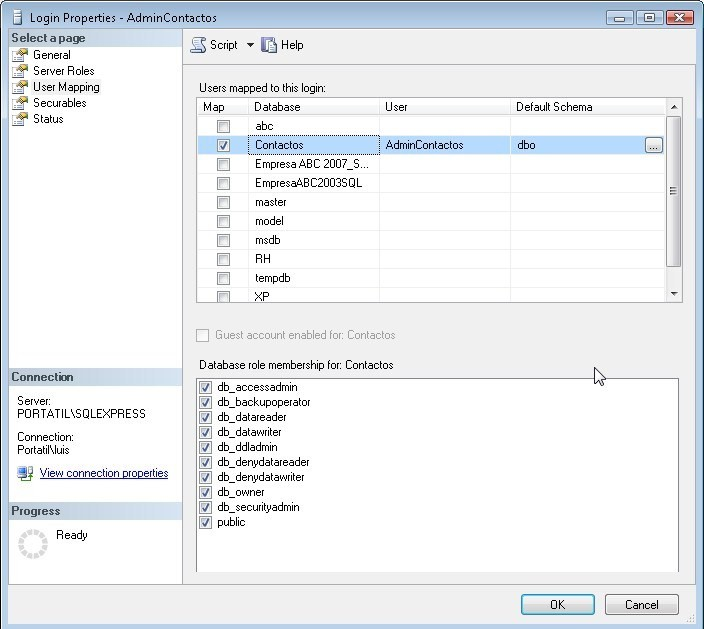 Login Properties - AdminContactos
Select a page
General
Server Roles
User Mapping
Securables
Status
Script
Help
Users mapped to this login:
Map Database User Default Schema
abc
Contactos AdminContactos dbo ...
Empresa ABC 2007_S...
EmpresaABC2003SQL
master
model
msdb
RH
tempdb
XP
Guest account enabled for: Contactos
Database role membership for: Contactos
db_accessadmin
db_backupoperator
db_datareader
db_datawriter
db_ddladmin
db_denydatareader
db_denydatawriter
db_owner
db_securityadmin
public
Connection
Server:
PORTATIL\SQLEXPRESS
Connection:
Portatil\luis
View connection properties
Progress
Ready
OK Cancel